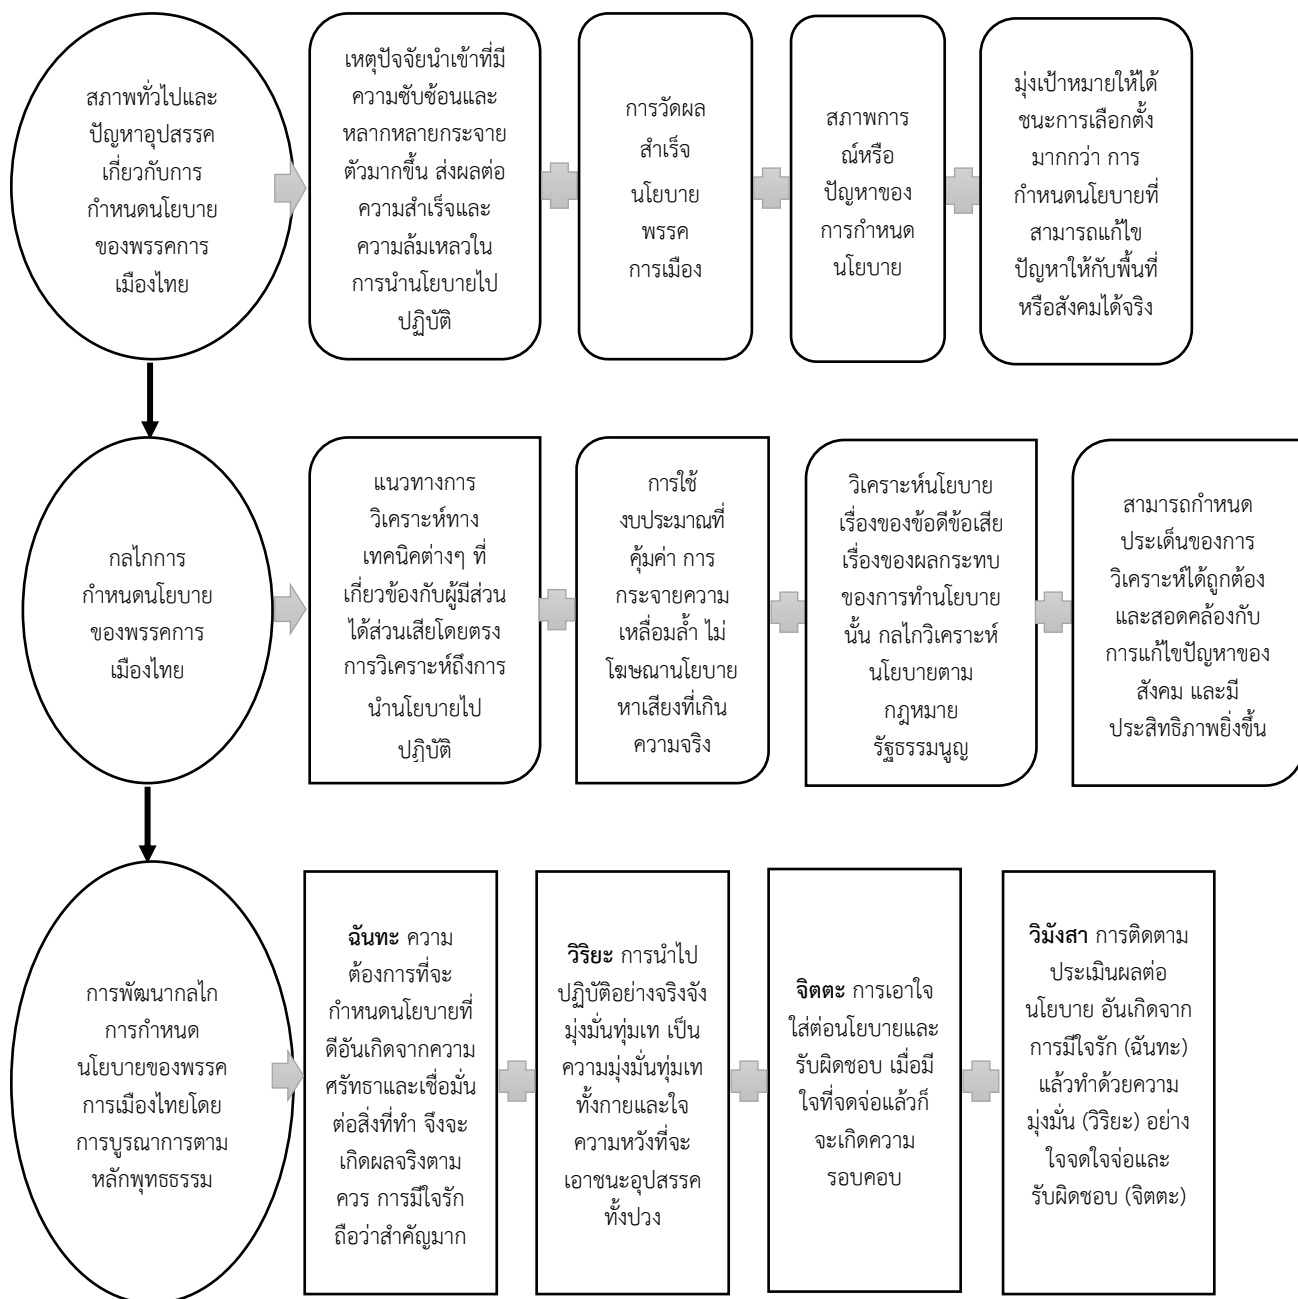 สภาพทั่วไปและ
ปัญหาอุปสรรค
เกี่ยวกับการ
กำหนดนโยบาย
ของพรรคการ
เมืองไทย
เหตุปัจจัยนำเข้าที่มี
ความซับซ้อนและ
หลากหลายกระจาย
ตัวมากขึ้น ส่งผลต่อ
ความสำเร็จและ
ความล้มเหลวใน
การนำนโยบายไป
ปฏิบัติ
การวัดผล
สำเร็จ
นโยบาย
พรรค
การเมือง
สภาพการ
ณ์หรือ
ปัญหาของ
การกำหนด
นโยบาย
มุ่งเป้าหมายให้ได้
ชนะการเลือกตั้ง
มากกว่า การ
กำหนดนโยบายที่
สามารถแก้ไข
ปัญหาให้กับพื้นที่
หรือสังคมได้จริง
กลไกการ
กำหนดนโยบาย
ของพรรคการ
เมืองไทย
แนวทางการ
วิเคราะห์ทาง
เทคนิคต่างๆ ที่
เกี่ยวข้องกับผู้มีส่วน
ได้ส่วนเสียโดยตรง
การวิเคราะห์ถึงการ
นำนโยบายไป
ปฏิบัติ
การใช้
งบประมาณที่
คุ้มค่า การ
กระจายความ
เหลื่อมล้ำ ไม่
โฆษณานโยบาย
หาเสียงที่เกิน
ความจริง
วิเคราะห์นโยบาย
เรื่องของข้อดีข้อเสีย
เรื่องของผลกระทบ
ของการทำนโยบาย
นั้น กลไกวิเคราะห์
นโยบายตาม
กฎหมาย
รัฐธรรมนูญ
สามารถกำหนด
ประเด็นของการ
วิเคราะห์ได้ถูกต้อง
และสอดคล้องกับ
การแก้ไขปัญหาของ
สังคม และมี
ประสิทธิภาพยิ่งขึ้น
การพัฒนากลไก
การกำหนด
นโยบายของพรรค
การเมืองไทยโดย
การบูรณาการตาม
หลักพุทธธรรม
ฉันทะ ความ
ต้องการที่จะ
กำหนดนโยบายที่
ดีอันเกิดจากความ
ศรัทธาและเชื่อมั่น
ต่อสิ่งที่ทำ จึงจะ
เกิดผลจริงตาม
ควร การมีใจรัก
ถือว่าสำคัญมาก
วิริยะ การนำไป
ปฏิบัติอย่างจริงจัง
มุ่งมั่นทุ่มเท เป็น
ความมุ่งมั่นทุ่มเท
ทั้งกายและใจ
ความหวังที่จะ
เอาชนะอุปสรรค
ทั้งปวง
จิตตะ การเอาใจ
ใส่ต่อนโยบายและ
รับผิดชอบ เมื่อมี
ใจที่จดจ่อแล้วก็
จะเกิดความ
รอบคอบ
วิมังสา การติดตาม
ประเมินผลต่อ
นโยบาย อันเกิดจาก
การมีใจรัก (ฉันทะ)
แล้วทำด้วยความ
มุ่งมั่น (วิริยะ) อย่าง
ใจจดใจจ่อและ
รับผิดชอบ (จิตตะ)